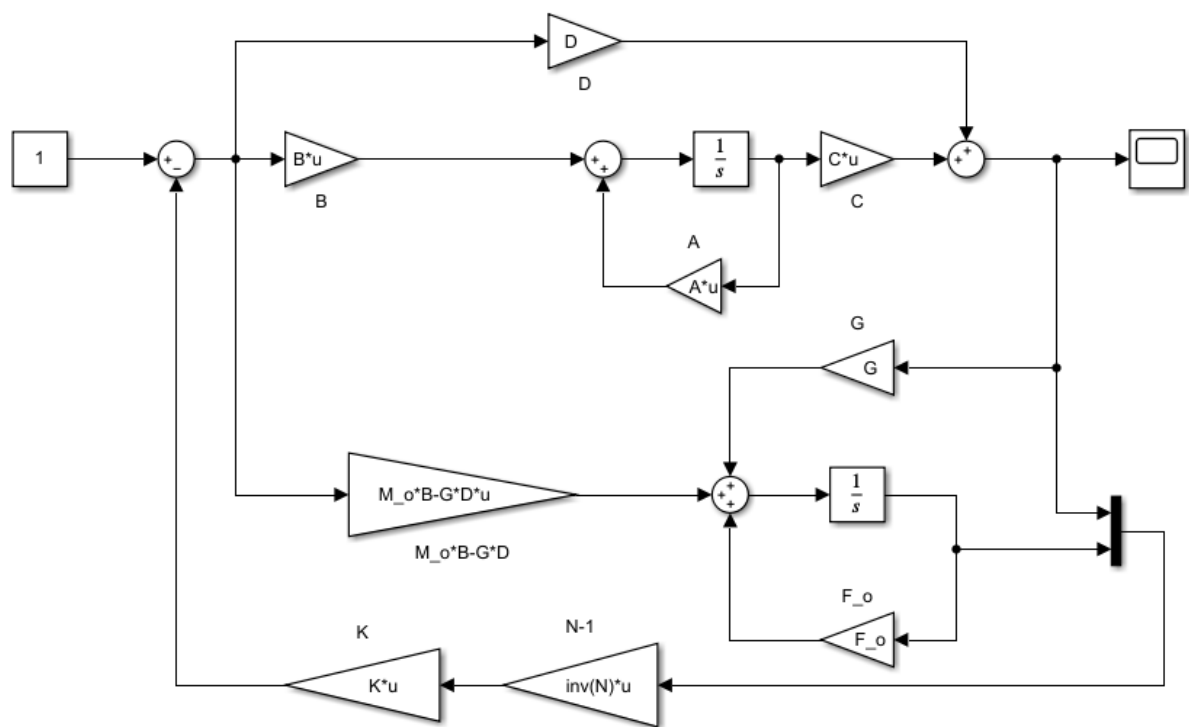 D
D
1
+
−
B*u
B
+
+
1
s
C*u
C
+
+
A
A*u
G
G
M_o*B-G*D*u
M_o*B-G*D
+
+
+
1
s
F_o
F_o
K
K*u
N-1
inv(N)*u